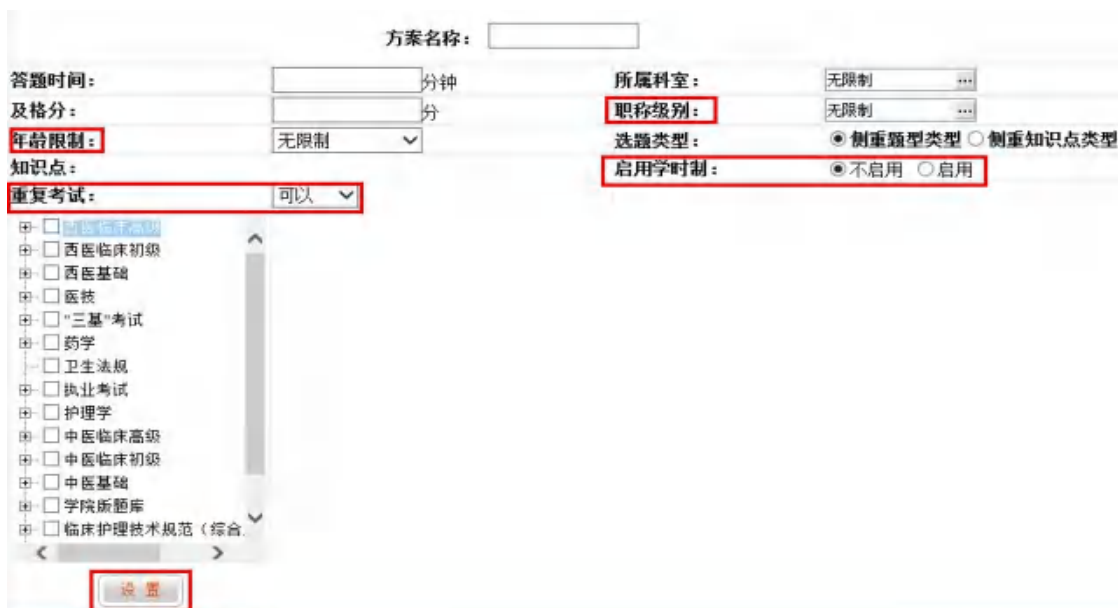 方案名称：
答题时间： 分钟 所属科室： 无限制 ...
及格分： 分 职称级别： 无限制 ...
年龄限制： 无限制 选题类型： 侧重题型类型 侧重知识点类型
知识点： 启用学时制： 不启用 启用
重复考试： 可以
西医临床高级
西医临床初级
西医基础
医技
"三基"考试
药学
卫生法规
执业考试
护理学
中医临床高级
中医临床初级
中医基础
学院版题库
临床护理技术规范（综合
设置